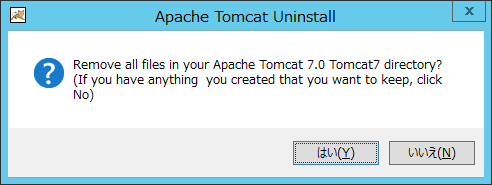 Apache Tomcat Uninstall
x
Remove all files in your Apache Tomcat 7.0 Tomcat7 directory?
(If you have anything  you created that you want to keep, click
No)
はい(Y)
いいえ(N)